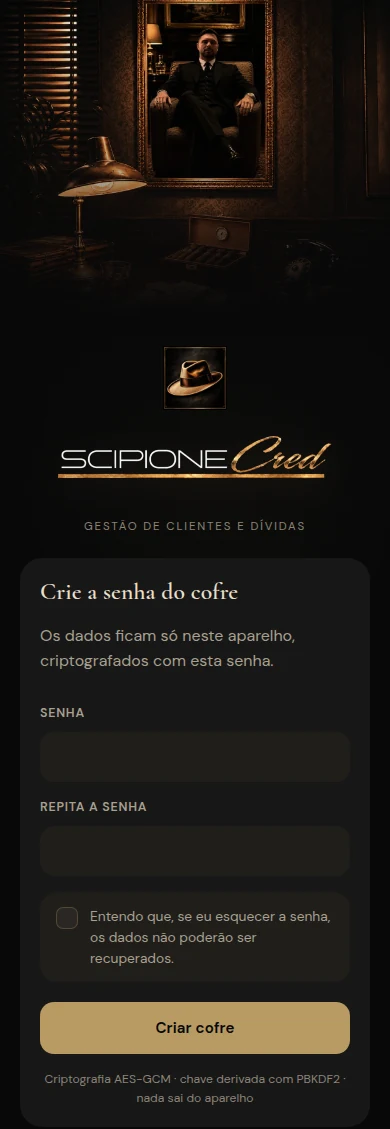 SCIPIONE Cred
GESTÃO DE CLIENTES E DÍVIDAS
Crie a senha do cofre
Os dados ficam só neste aparelho,
criptografados com esta senha.
SENHA
REPITA A SENHA
Entendo que, se eu esquecer a senha,
os dados não poderão ser
recuperados.
Criar cofre
Criptografia AES-GCM · chave derivada com PBKDF2 ·
nada sai do aparelho